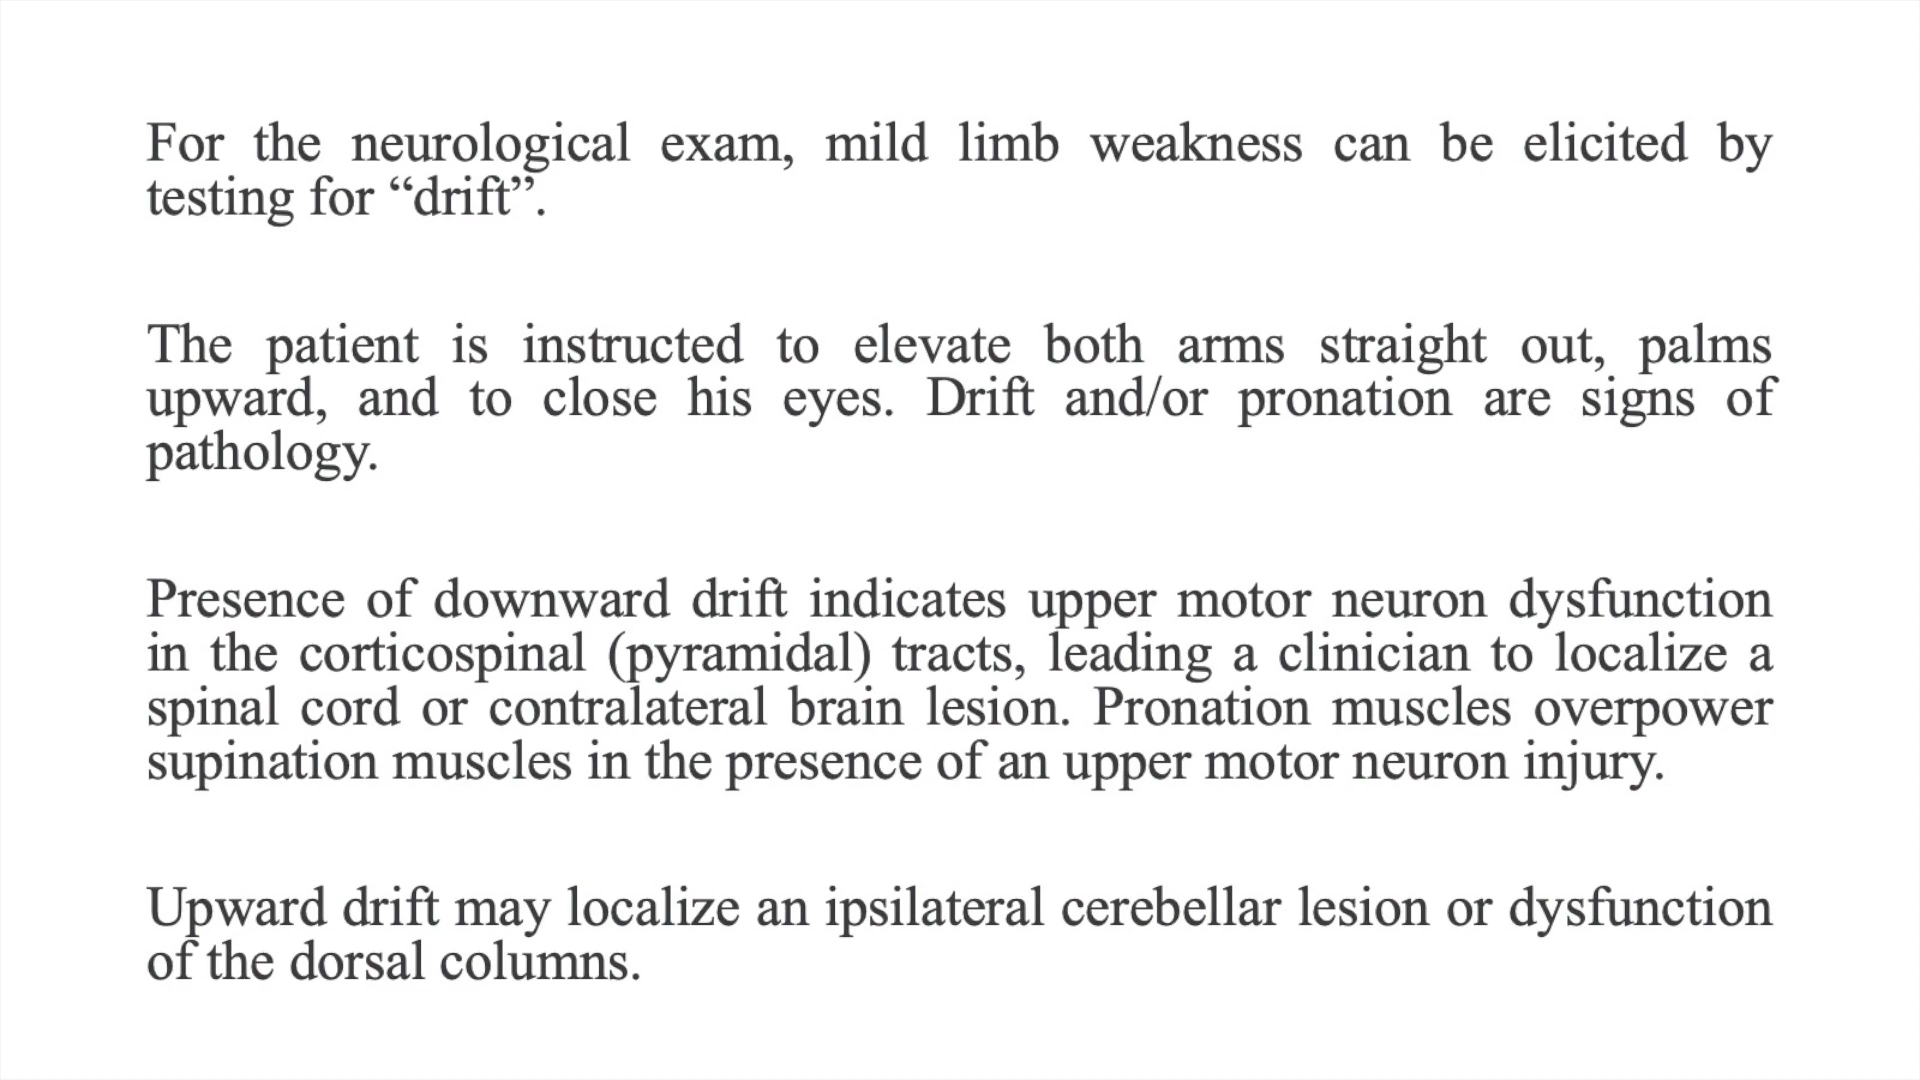 For the neurological exam, mild limb weakness can be elicited by
testing for “drift”.
The patient is instructed to elevate both arms straight out, palms
upward, and to close his eyes. Drift and/or pronation are signs of
pathology.
Presence of downward drift indicates upper motor neuron dysfunction
in the corticospinal (pyramidal) tracts, leading a clinician to localize a
spinal cord or contralateral brain lesion. Pronation muscles overpower
supination muscles in the presence of an upper motor neuron injury.
Upward drift may localize an ipsilateral cerebellar lesion or dysfunction
of the dorsal columns.